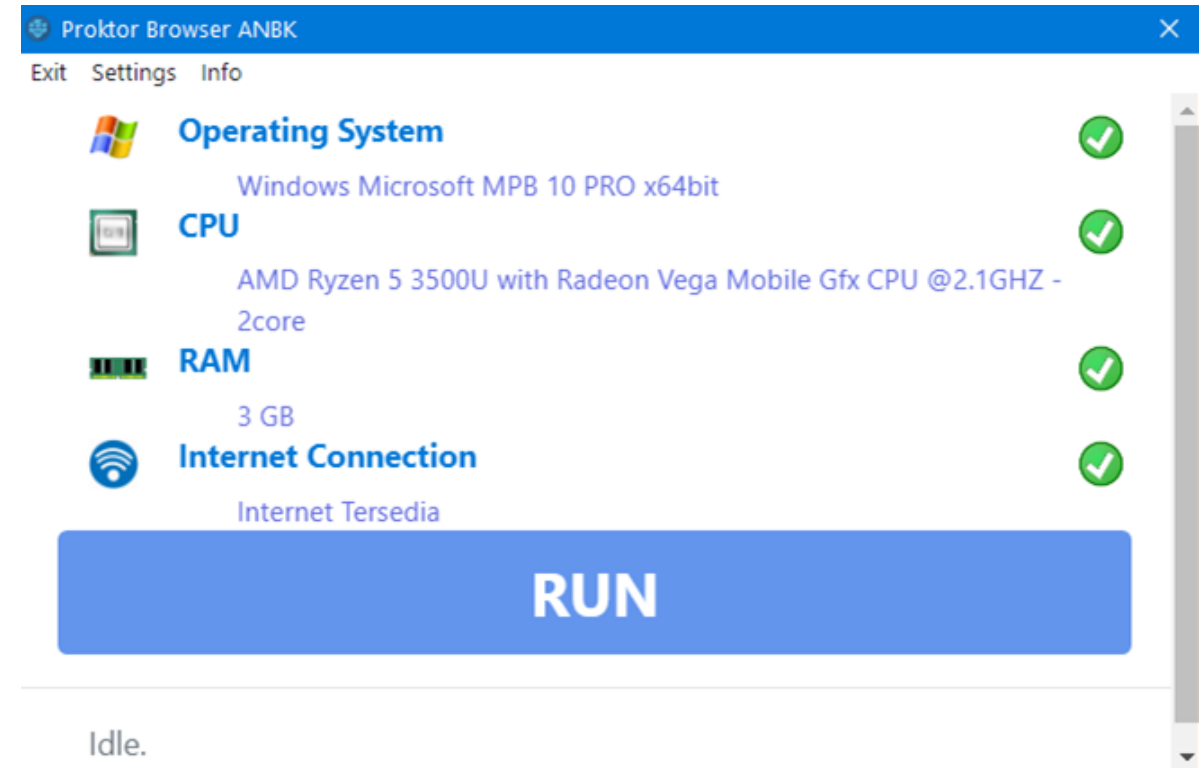 Proktor Browser ANBK
Exit Settings Info
Operating System
Windows Microsoft MPB 10 PRO x64bit
CPU
AMD Ryzen 5 3500U with Radeon Vega Mobile Gfx CPU @2.1GHZ -
2core
RAM
3 GB
Internet Connection
Internet Tersedia
RUN
Idle.